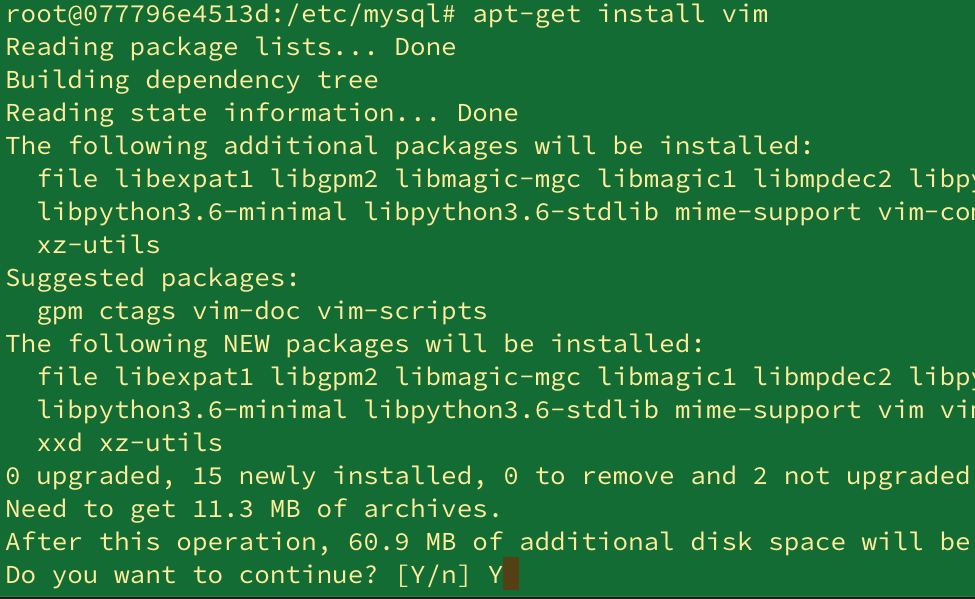 root@077796e4513d:/etc/mysql# apt-get install vim
Reading package lists... Done
Building dependency tree
Reading state information... Done
The following additional packages will be installed:
  file libexpat1 libgpm2 libmagic-mgc libmagic1 libmpdec2
  libpython3.6-minimal libpython3.6-stdlib mime-support
  xz-utils
Suggested packages:
  gpm ctags vim-doc vim-scripts
The following NEW packages will be installed:
  file libexpat1 libgpm2 libmagic-mgc libmagic1 libmpdec2
  libpython3.6-minimal libpython3.6-stdlib mime-support vim
  xxd xz-utils
0 upgraded, 15 newly installed, 0 to remove and 2 not upgraded
Need to get 11.3 MB of archives.
After this operation, 60.9 MB of additional disk space will be
Do you want to continue? [Y/n] Y